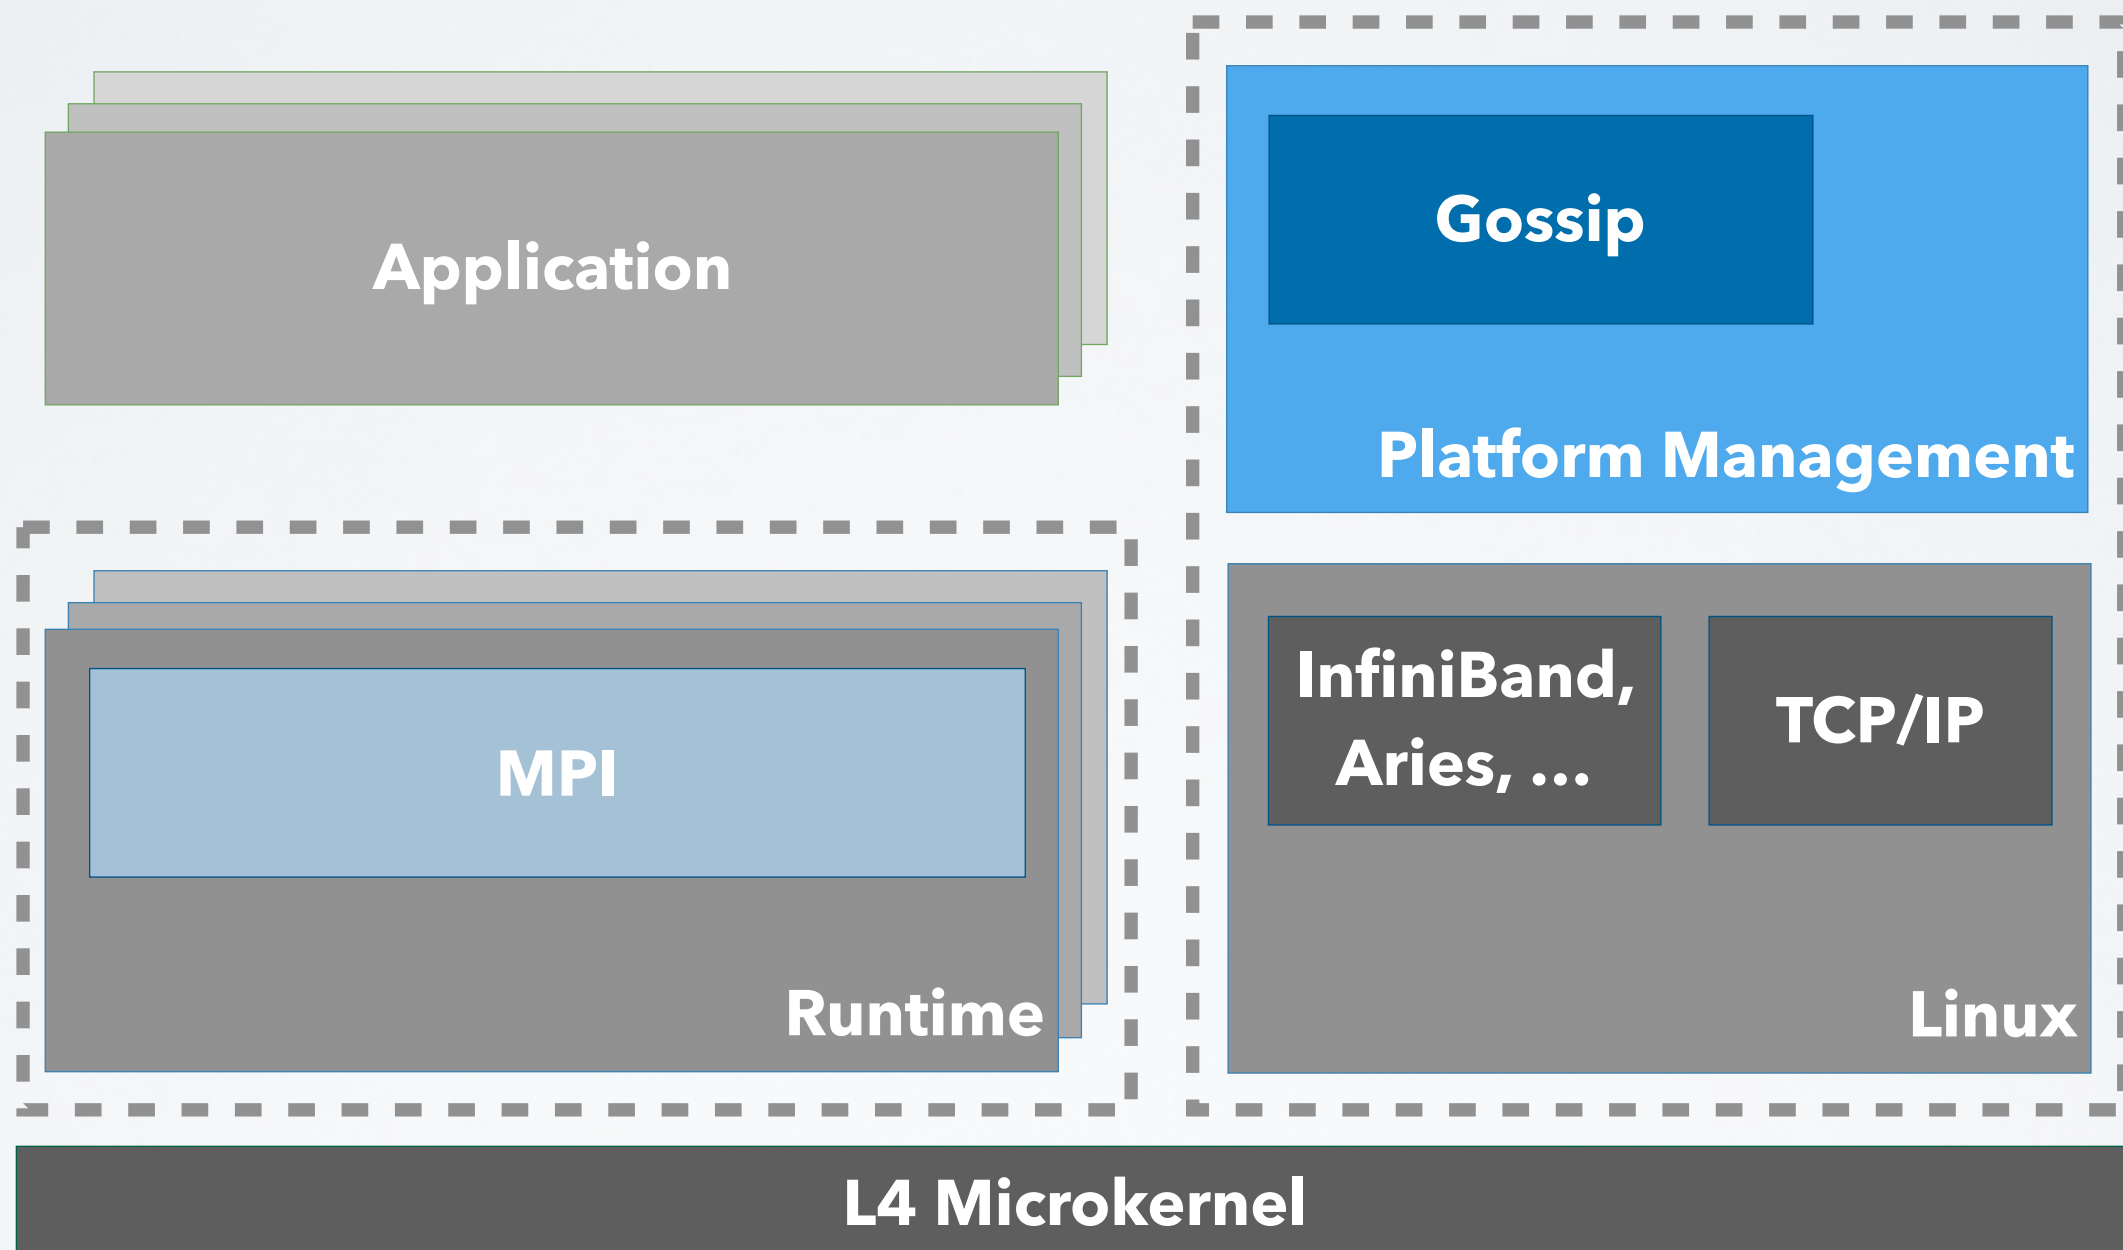 Application
MPI
Runtime
Gossip
Platform Management
InfiniBand,
Aries, ...
TCP/IP
Linux
L4 Microkernel